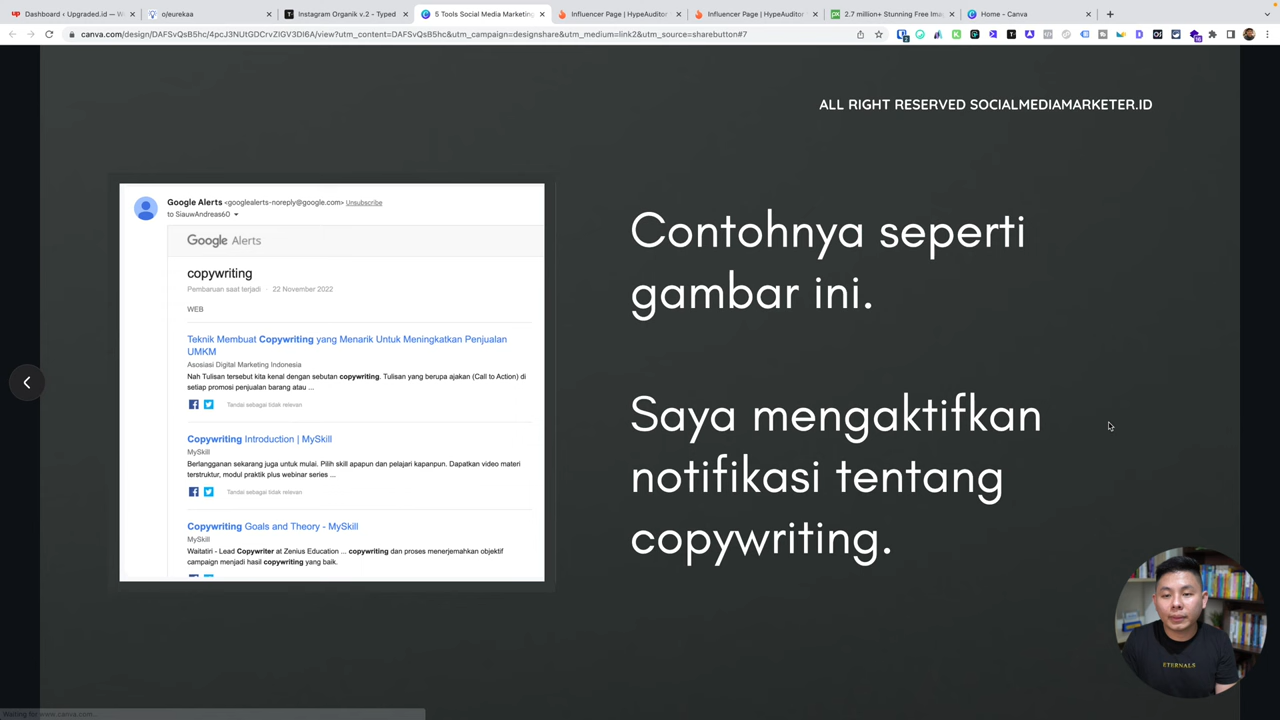 Dashboard ‹ Upgraded.id — W
o/eurekaa
Instagram Organik v.2 - Typed
5 Tools Social Media Marketing
Influencer Page | HypeAuditor
Influencer Page | HypeAuditor
2.7 million+ Stunning Free Ima
Home - Canva
canva.com/design/DAFSvQsB5hc/4pcJ3NUtGDCrvZIGV3DI6A/view?utm_content=DAFSvQsB5hc&utm_campaign=designshare&utm_medium=link2&utm_source=sharebutton#7
ALL RIGHT RESERVED SOCIALMEDIAMARKETER.ID
Google Alerts <googlealerts-noreply@google.com> Unsubscribe
to SiauwAndreas60
Google Alerts
copywriting
Pembaruan saat terjadi · 22 November 2022
WEB
Teknik Membuat Copywriting yang Menarik Untuk Meningkatkan Penjualan
UMKM
Asosiasi Digital Marketing Indonesia
Nah Tulisan tersebut kita kenal dengan sebutan copywriting. Tulisan yang berupa ajakan (Call to Action) di
setiap promosi penjualan barang atau ...
Tandai sebagai tidak relevan
Copywriting Introduction | MySkill
MySkill
Berlangganan sekarang juga untuk mulai. Pilih skill apapun dan pelajari kapanpun. Dapatkan video materi
terstruktur, modul praktik plus webinar series ...
Tandai sebagai tidak relevan
Copywriting Goals and Theory - MySkill
MySkill
Waitatiri - Lead Copywriter at Zenius Education ... copywriting dan proses menerjemahkan objektif
campaign menjadi hasil copywriting yang baik.
Contohnya seperti
gambar ini.
Saya mengaktifkan
notifikasi tentang
copywriting.
ETERNALS
Waiting for www.canva.com...